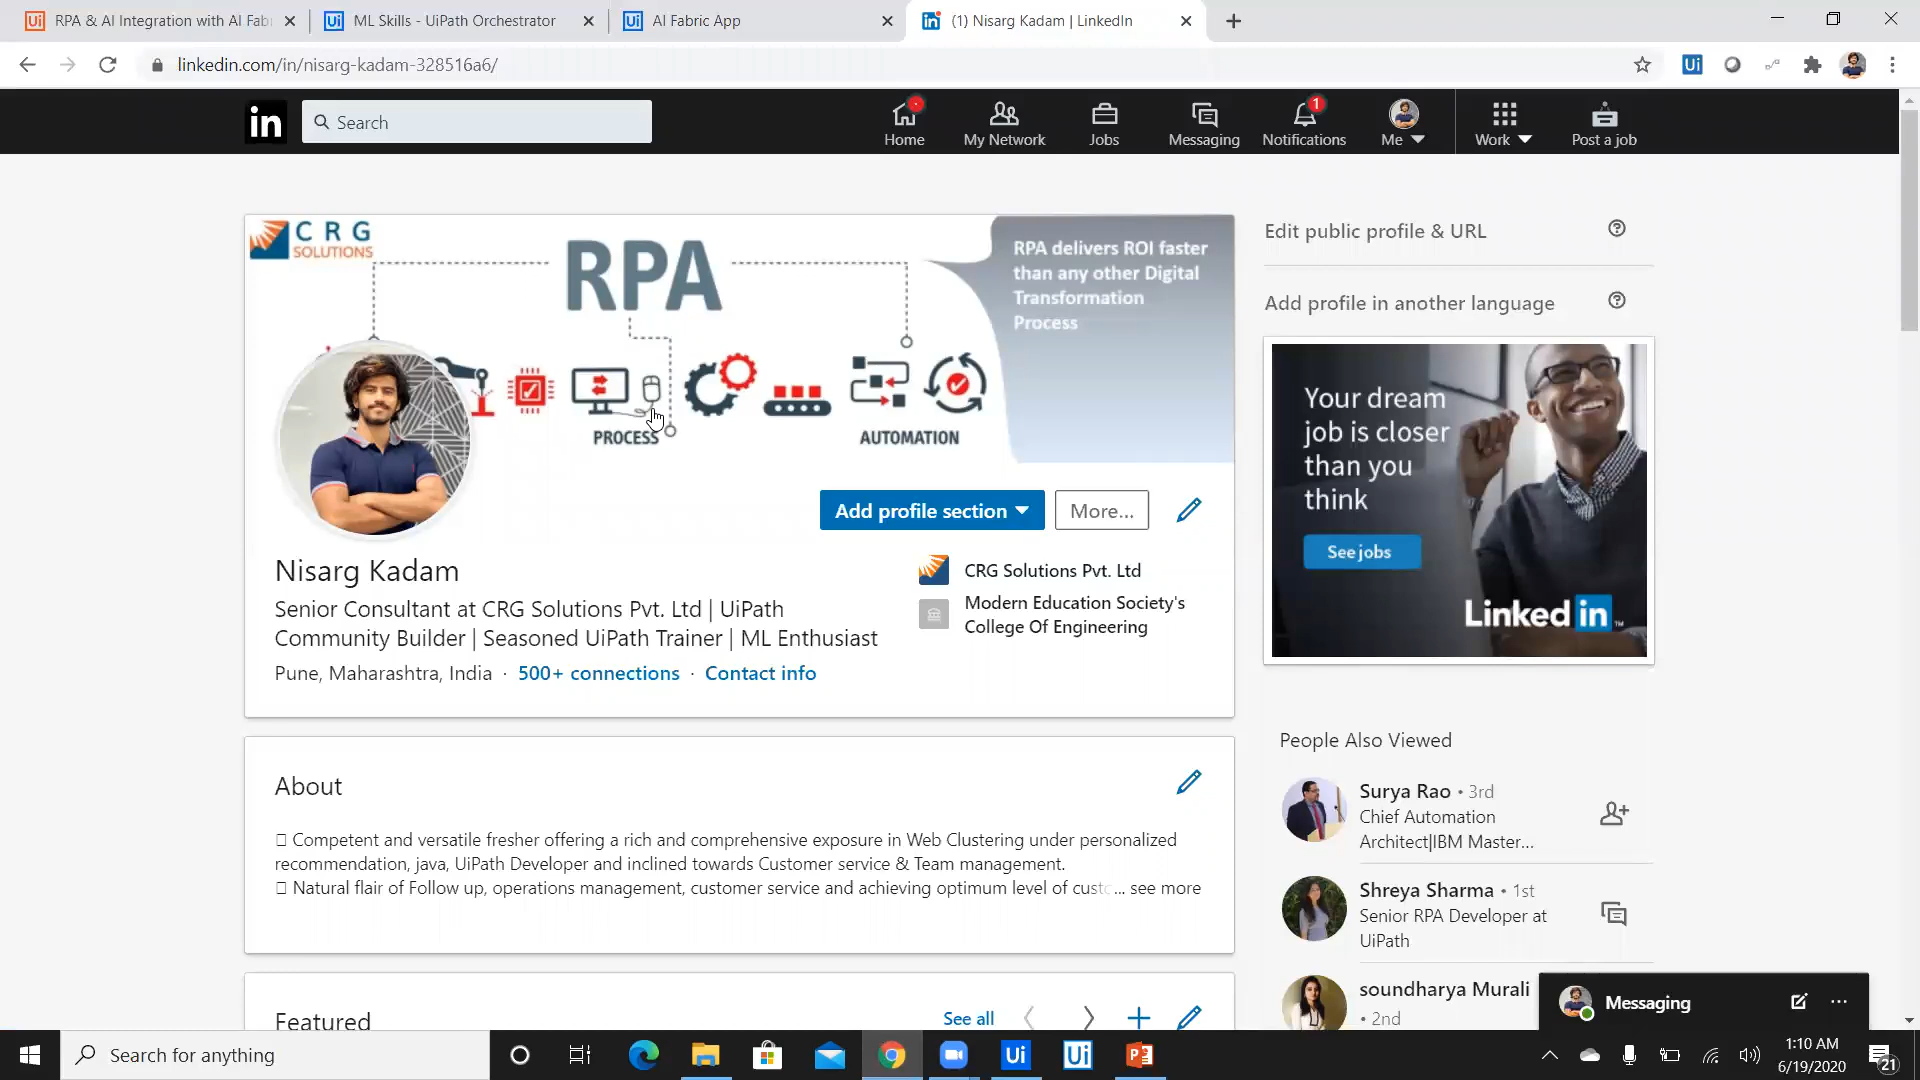 RPA & AI Integration with AI Fab
ML Skills - UiPath Orchestrator
AI Fabric App
(1) Nisarg Kadam | LinkedIn
linkedin.com/in/nisarg-kadam-328516a6/
in
Search
Home
My Network
Jobs
Messaging
1
Notifications
Me
Work
Post a job
CRG
SOLUTIONS
RPA
PROCESS
AUTOMATION
RPA delivers ROI faster
than any other Digital
Transformation
Process
Add profile section
More...
Nisarg Kadam
Senior Consultant at CRG Solutions Pvt. Ltd | UiPath
Community Builder | Seasoned UiPath Trainer | ML Enthusiast
Pune, Maharashtra, India · 500+ connections · Contact info
CRG Solutions Pvt. Ltd
Modern Education Society's
College Of Engineering
About
Competent and versatile fresher offering a rich and comprehensive exposure in Web Clustering under personalized
recommendation, java, UiPath Developer and inclined towards Customer service & Team management.
Natural flair of Follow up, operations management, customer service and achieving optimum level of custo... see more
Featured
See all
Edit public profile & URL
Add profile in another language
Your dream
job is closer
than you
think
See jobs
Linked in
People Also Viewed
Surya Rao • 3rd
Chief Automation
Architect|IBM Master...
Shreya Sharma • 1st
Senior RPA Developer at
UiPath
soundharya Murali
• 2nd
Messaging
Search for anything
1:10 AM
6/19/2020
21